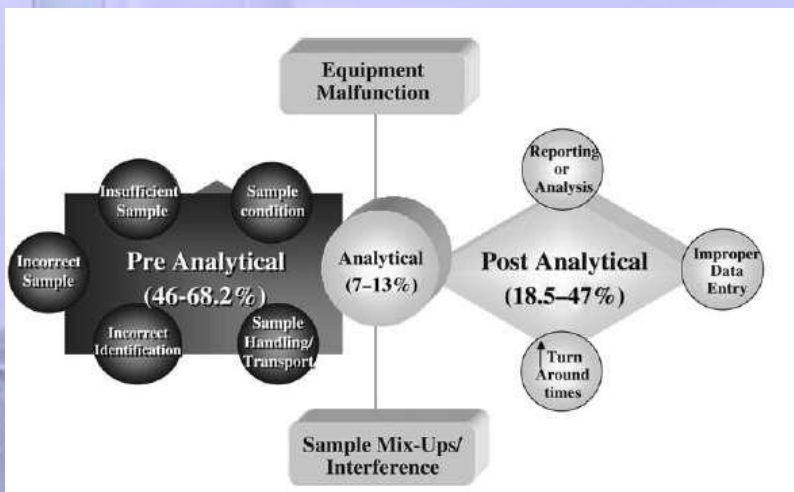 Equipment
Malfunction
Insufficient
Sample
Sample
condition
Incorrect
Sample
Pre Analytical
(46-68.2%)
Incorrect
Identification
Sample
Handling/
Transport
Analytical
(7–13%)
Reporting
or
Analysis
Post Analytical
(18.5–47%)
Improper
Data
Entry
↑Turn
Around
times
Sample Mix-Ups/
Interference